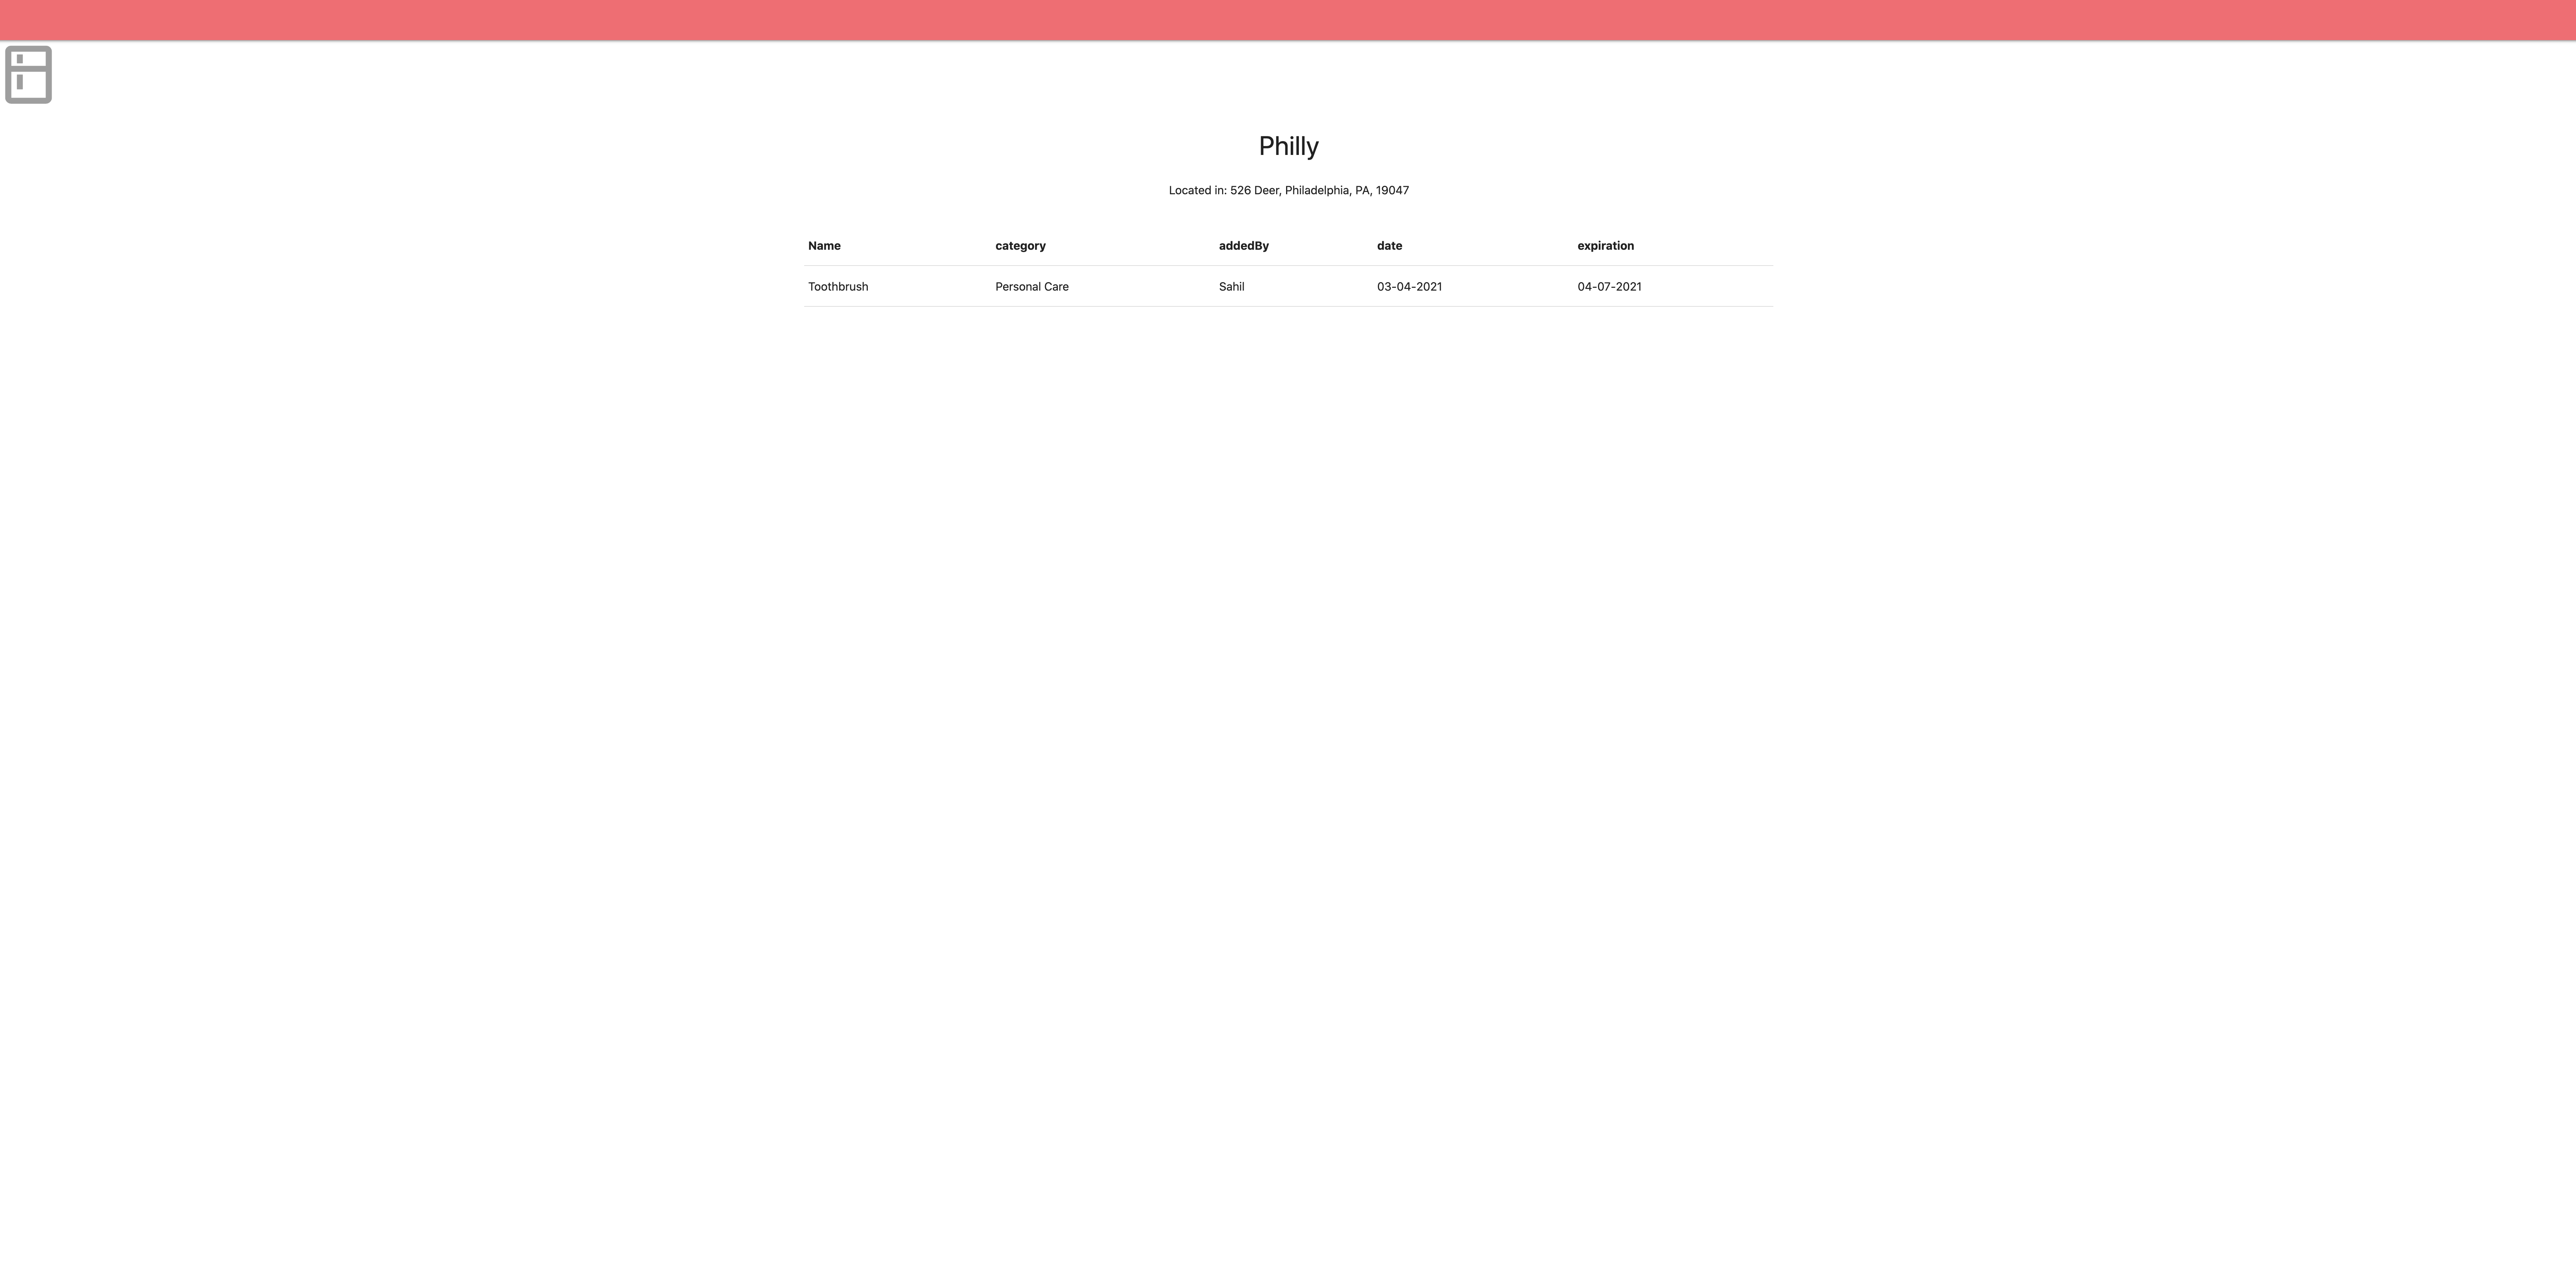 Philly
Located in: 526 Deer, Philadelphia, PA, 19047
Name category addedBy date expiration
Toothbrush Personal Care Sahil 03-04-2021 04-07-2021